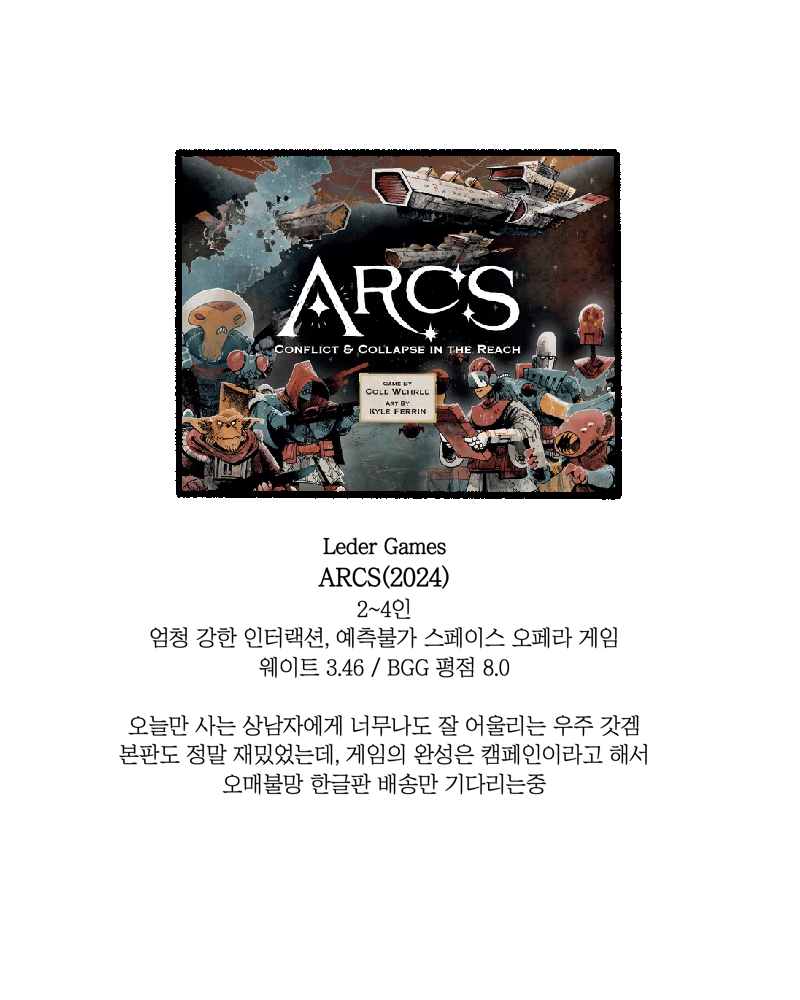 ARCS
CONFLICT & COLLAPSE IN THE REACH
GAME BY
COLE WEHRLE
ART BY
KYLE FERRIN
Leder Games
ARCS(2024)
2~4인
엄청 강한 인터랙션, 예측불가 스페이스 오페라 게임
웨이트 3.46 / BGG 평점 8.0
오늘만 사는 상남자에게 너무나도 잘 어울리는 우주 갓겜
본판도 정말 재밌었는데, 게임의 완성은 캠페인이라고 해서
오매불망 한글판 배송만 기다리는중